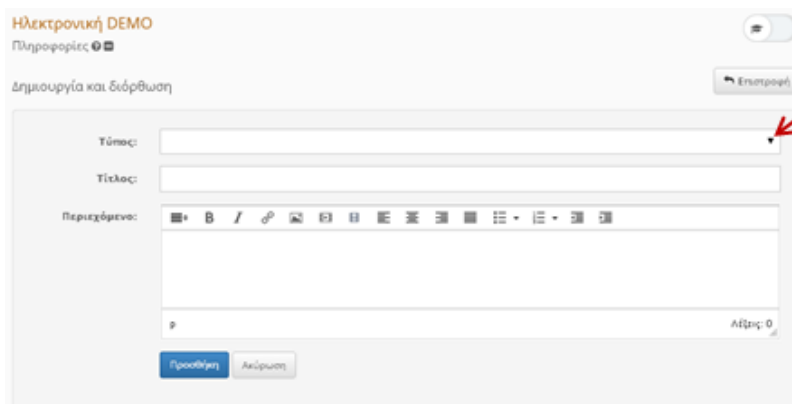 Ηλεκτρονική DEMO
Πληροφορίες
Δημιουργία και διόρθωση
Επιστροφή
Τύπος:
Τίτλος:
Περιεχόμενο:
B I
p
Λέξεις: 0
Προσθήκη Ακύρωση